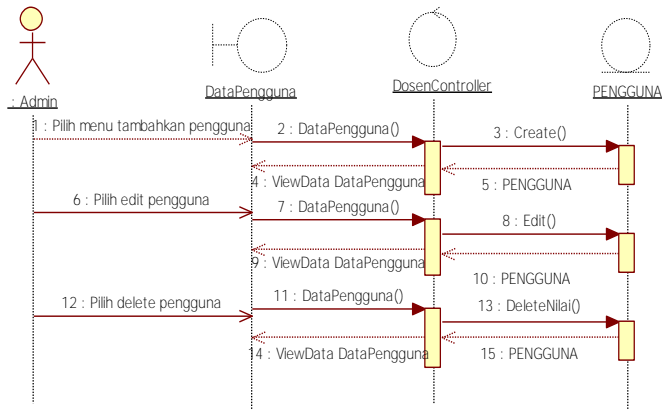 : Admin
DataPengguna
DosenController
PENGGUNA
1 : Pilih menu tambahkan pengguna
2 : DataPengguna()
3 : Create()
4 : ViewData DataPengguna
5 : PENGGUNA
6 : Pilih edit pengguna
7 : DataPengguna()
8 : Edit()
9 : ViewData DataPengguna
10 : PENGGUNA
12 : Pilih delete pengguna
11 : DataPengguna()
13 : DeleteNilai()
14 : ViewData DataPengguna
15 : PENGGUNA